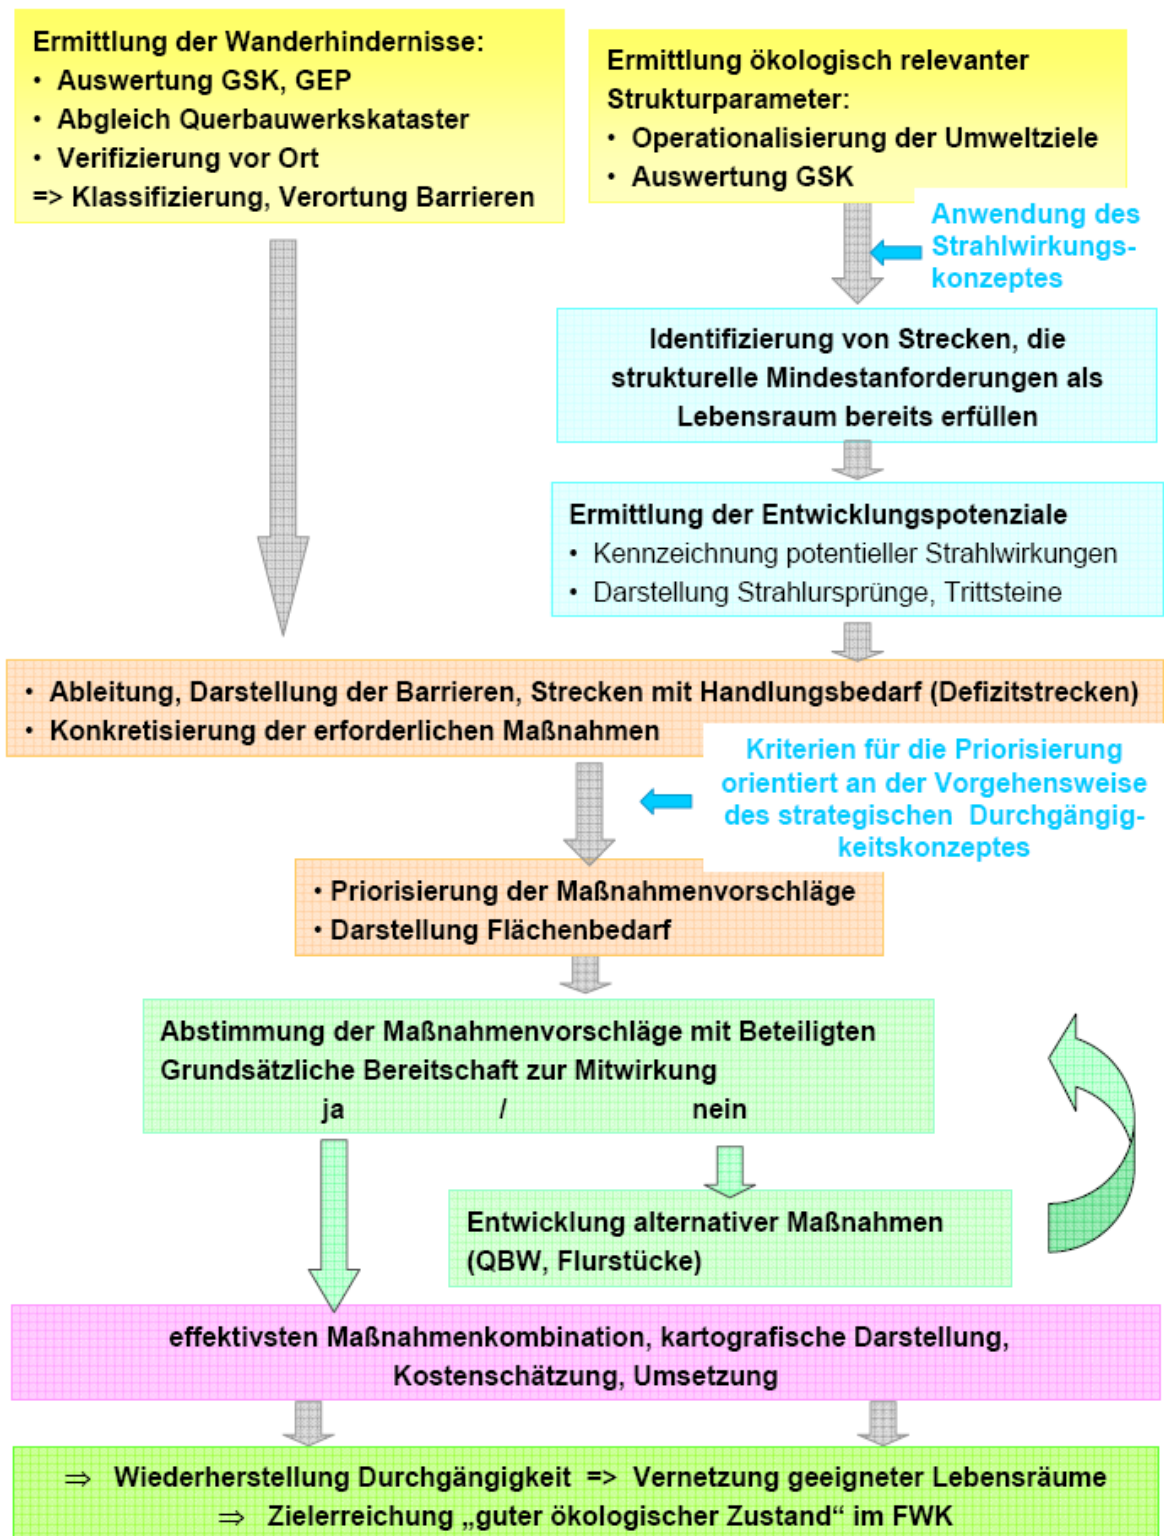 Ermittlung der Wanderhindernisse:
• Auswertung GSK, GEP
• Abgleich Querbauwerkskataster
• Verifizierung vor Ort
=> Klassifizierung, Verortung Barrieren
Ermittlung ökologisch relevanter
Strukturparameter:
• Operationalisierung der Umweltziele
• Auswertung GSK
Anwendung des
Strahlwirkungs-
konzeptes
Identifizierung von Strecken, die
strukturelle Mindestanforderungen als
Lebensraum bereits erfüllen
Ermittlung der Entwicklungspotenziale
• Kennzeichnung potentieller Strahlwirkungen
• Darstellung Strahlursprünge, Trittsteine
• Ableitung, Darstellung der Barrieren, Strecken mit Handlungsbedarf (Defizitstrecken)
• Konkretisierung der erforderlichen Maßnahmen
Kriterien für die Priorisierung
orientiert an der Vorgehensweise
des strategischen Durchgängig-
keitskonzeptes
• Priorisierung der Maßnahmenvorschläge
• Darstellung Flächenbedarf
Abstimmung der Maßnahmenvorschläge mit Beteiligten
Grundsätzliche Bereitschaft zur Mitwirkung
ja / nein
Entwicklung alternativer Maßnahmen
(QBW, Flurstücke)
effektivsten Maßnahmenkombination, kartografische Darstellung,
Kostenschätzung, Umsetzung
⇒ Wiederherstellung Durchgängigkeit => Vernetzung geeigneter Lebensräume
⇒ Zielerreichung „guter ökologischer Zustand“ im FWK